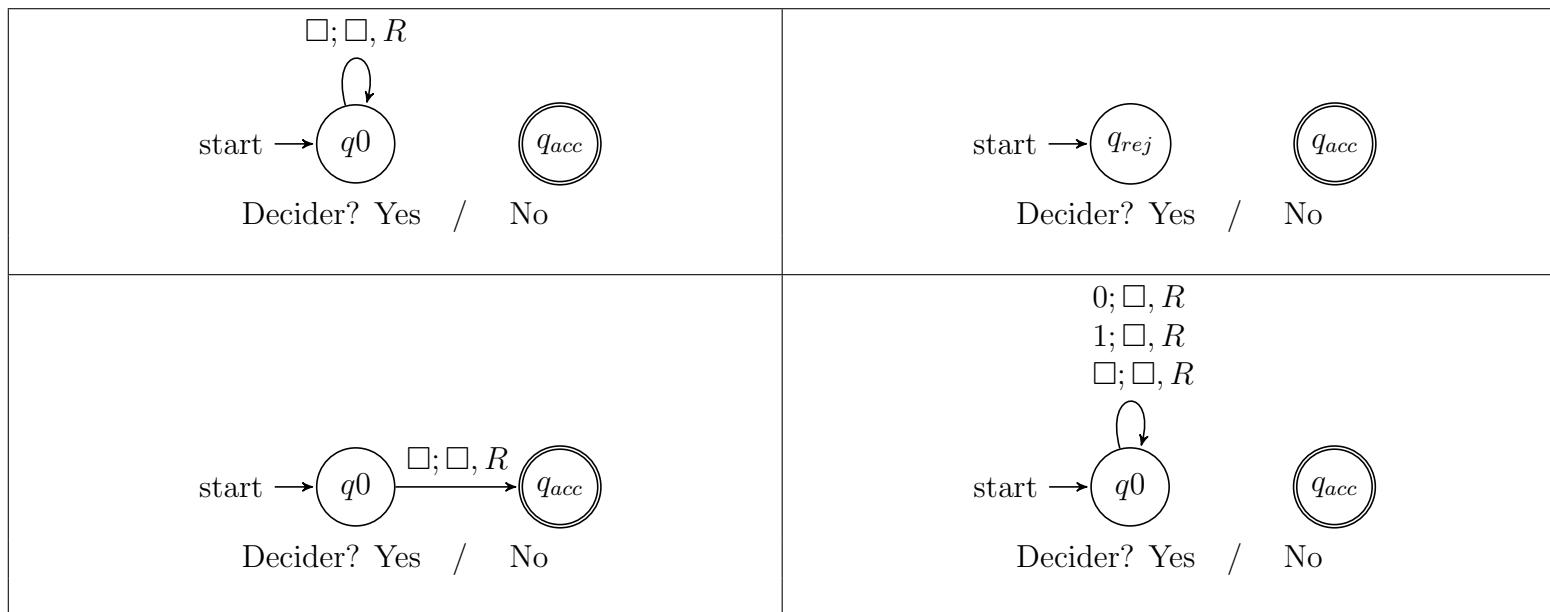 □; □, R
start q0 q_acc
Decider? Yes / No
start q_rej q_acc
Decider? Yes / No
□; □, R
start q0 q_acc
Decider? Yes / No
0; □, R
1; □, R
□; □, R
start q0 q_acc
Decider? Yes / No